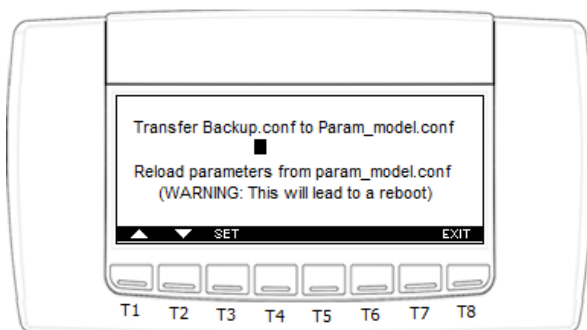 Transfer Backup.conf to Param_model.conf
Reload parameters from param_model.conf
(WARNING: This will lead to a reboot)
SET EXIT
T1 T2 T3 T4 T5 T6 T7 T8